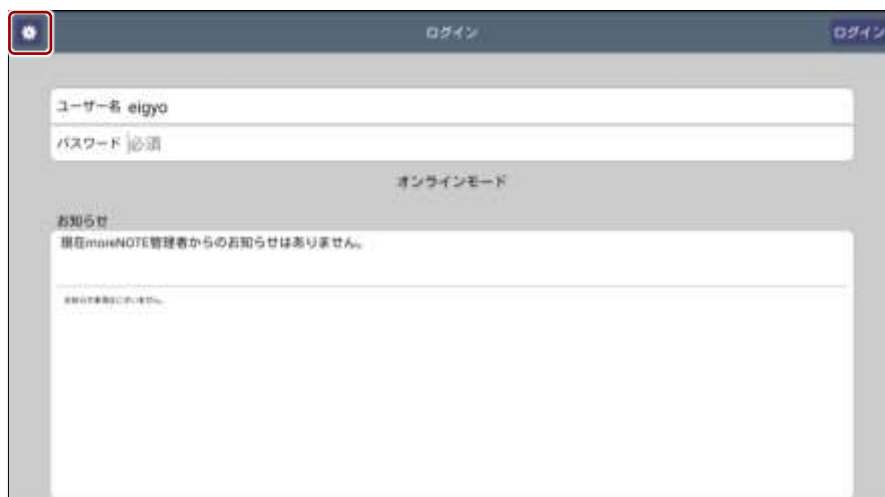 ログイン
ログイン
ユーザー名 eigyo
パスワード 必須
オンラインモード
お知らせ
現在moreNOTE管理者からのお知らせはありません。